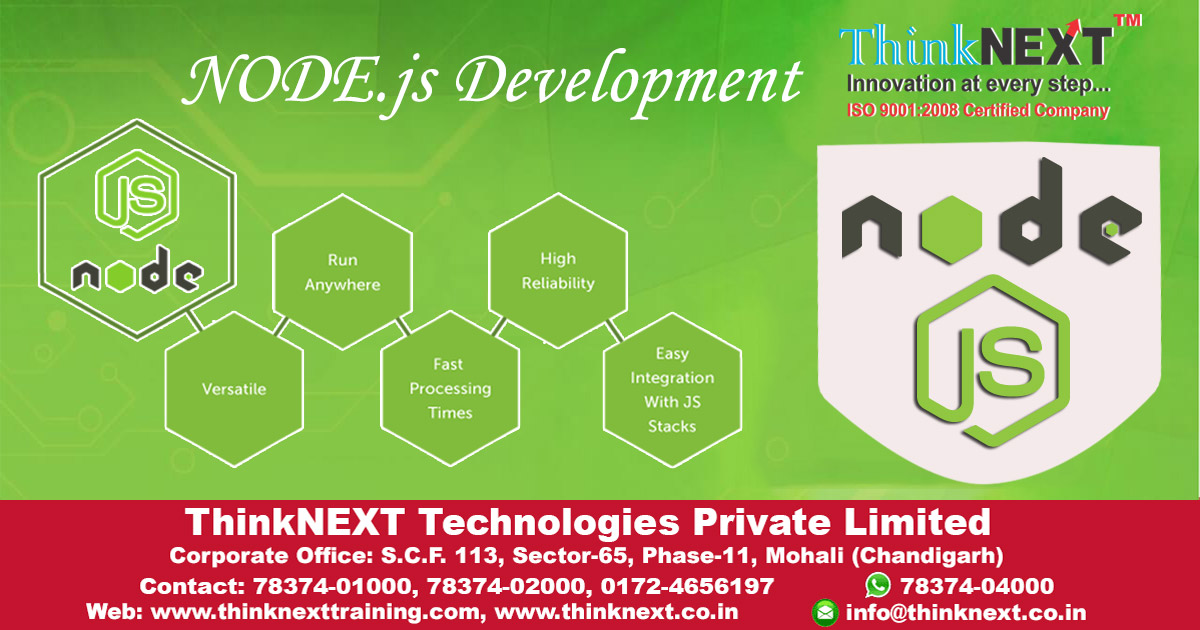 NODE.js Development
ThinkNEXT™
Innovation at every step...
ISO 9001:2008 Certified Company
JS
node
Versatile
Run
Anywhere
Fast
Processing
Times
High
Reliability
Easy
Integration
With JS
Stacks
node
JS
ThinkNEXT Technologies Private Limited
Corporate Office: S.C.F. 113, Sector-65, Phase-11, Mohali (Chandigarh)
Contact: 78374-01000, 78374-02000, 0172-4656197 78374-04000
Web: www.thinknexttraining.com, www.thinknext.co.in info@thinknext.co.in